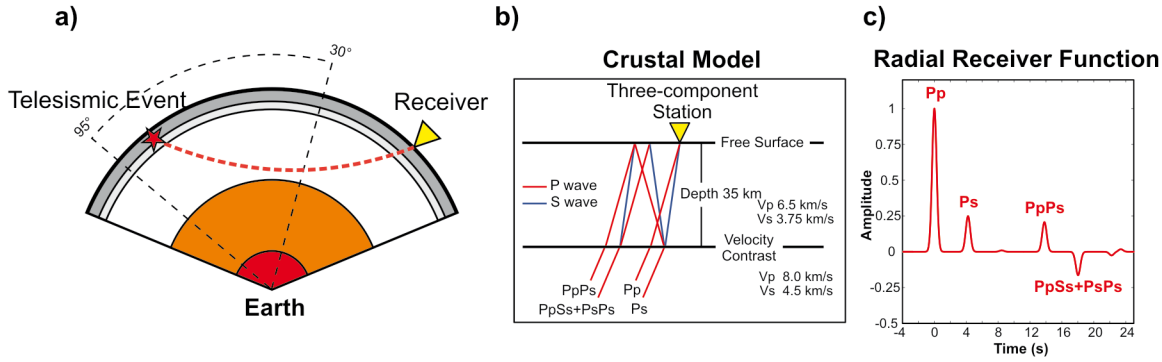 a)
30°
Telesismic Event
Receiver
95°
Earth
b)
Crustal Model
Three-component
Station
Free Surface
P wave
S wave
Depth 35 km
Vp 6.5 km/s
Vs 3.75 km/s
Velocity
Contrast
Vp 8.0 km/s
Vs 4.5 km/s
PpPs
Pp
PpSs+PsPs
Ps
c)
Radial Receiver Function
Pp
1
0.75
0.5
Ps
PpPs
0.25
0
PpSs+PsPs
-0.25
-0.5
Amplitude
-4 0 4 8 12 16 20 24
Time (s)